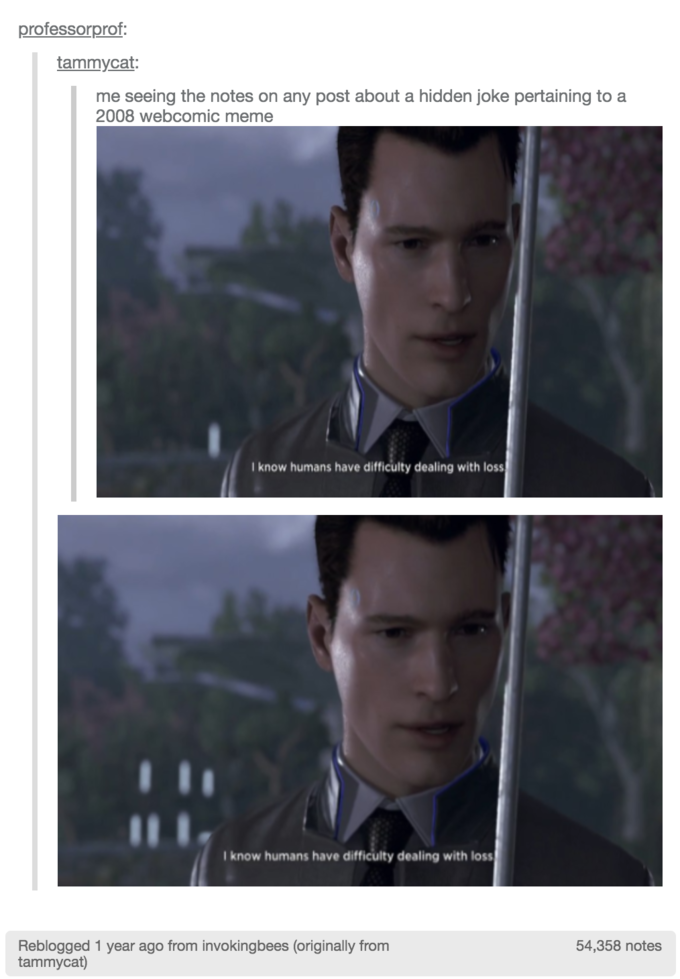 professorprof:
tammycat:
me seeing the notes on any post about a hidden joke pertaining to a
2008 webcomic meme
I know humans have difficulty dealing with loss
I know humans have difficulty dealing with loss
Reblogged 1 year ago from invokingbees (originally from
tammycat)
54,358 notes